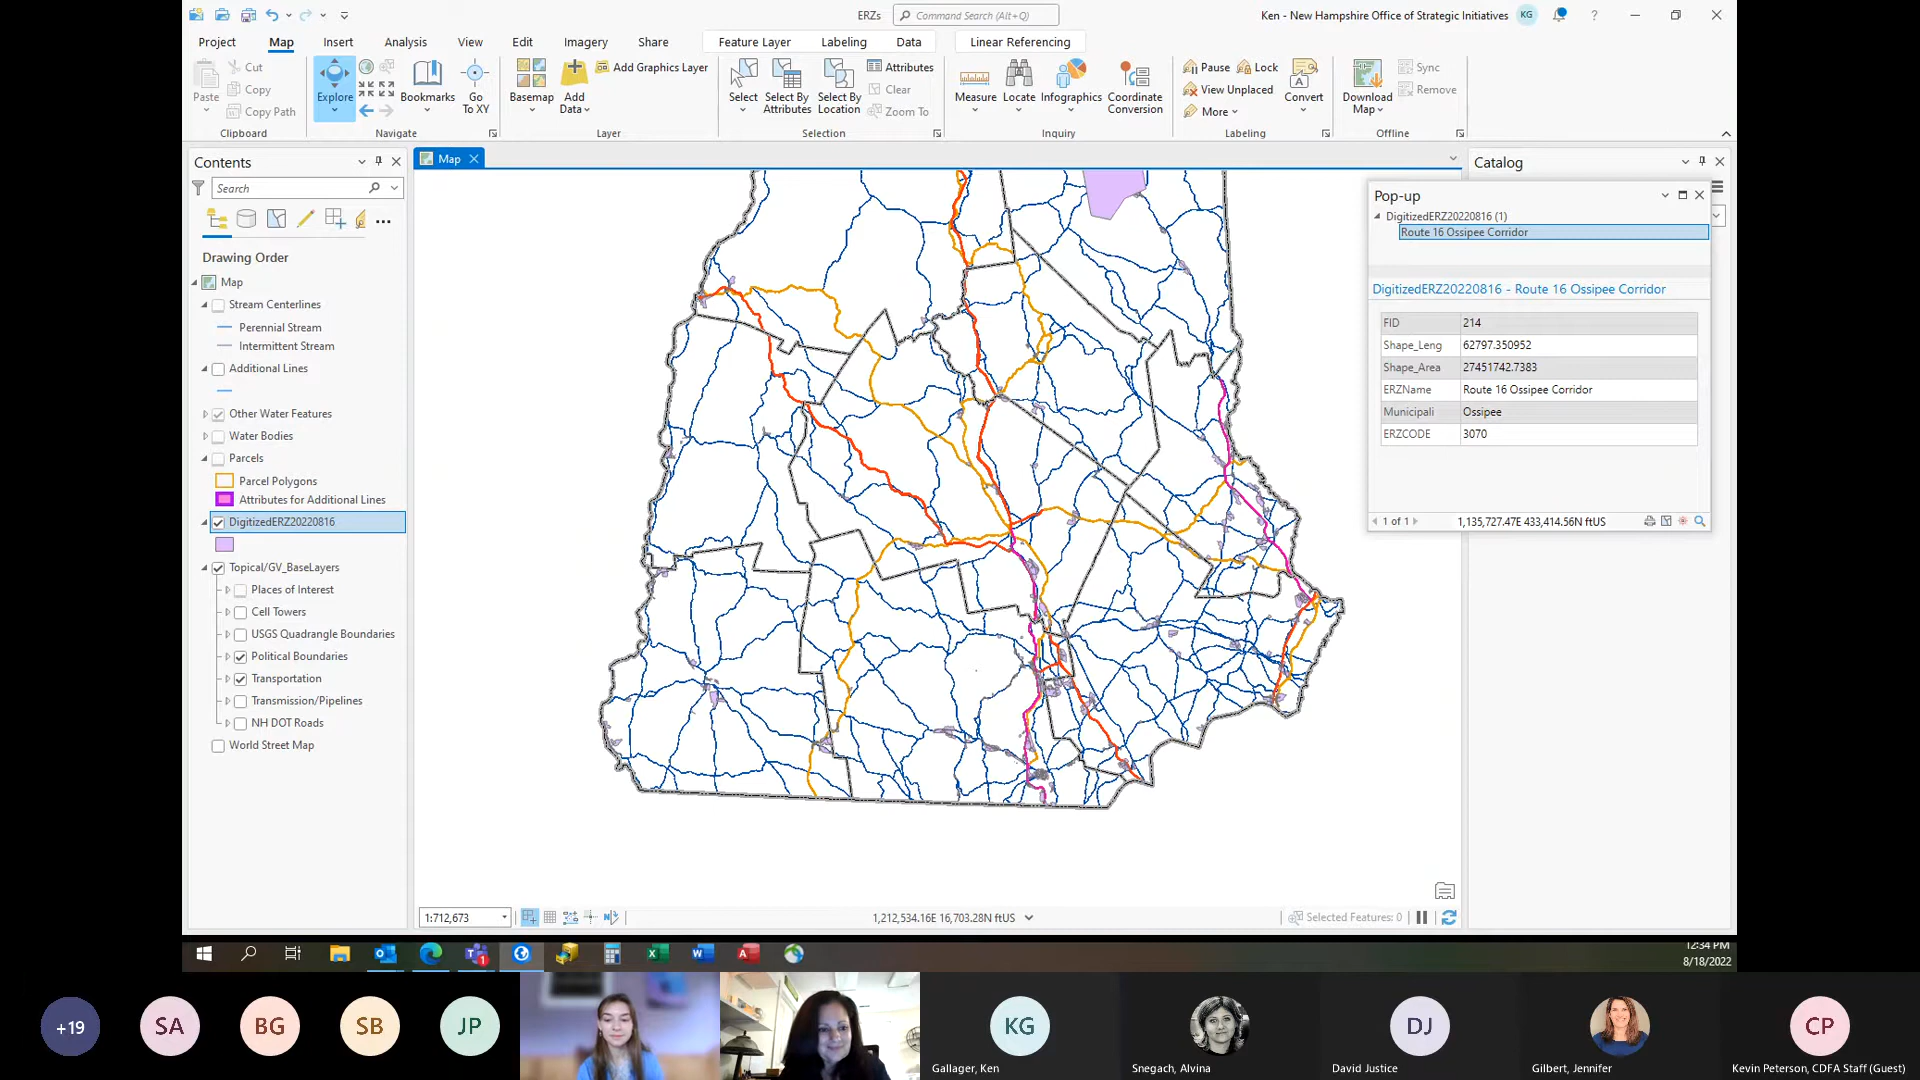 ERZs
Command Search (Alt+Q)
Ken - New Hampshire Office of Strategic Initiatives
KG
?
Project
Map
Insert
Analysis
View
Edit
Imagery
Share
Feature Layer
Labeling
Data
Linear Referencing
Paste
Cut
Copy
Copy Path
Clipboard
Explore
Bookmarks
Go To XY
Navigate
Basemap
Add Data
Add Graphics Layer
Layer
Select
Select By Attributes
Select By Location
Attributes
Clear
Zoom To
Selection
Measure
Locate
Infographics
Coordinate Conversion
Inquiry
Pause
Lock
View Unplaced
More
Convert
Labeling
Download Map
Sync
Remove
Offline
Contents
Search
Drawing Order
Map
Stream Centerlines
Perennial Stream
Intermittent Stream
Additional Lines
Other Water Features
Water Bodies
Parcels
Parcel Polygons
Attributes for Additional Lines
DigitizedERZ20220816
Topical/GV_BaseLayers
Places of Interest
Cell Towers
USGS Quadrangle Boundaries
Political Boundaries
Transportation
Transmission/Pipelines
NH DOT Roads
World Street Map
Map
Catalog
Pop-up
DigitizedERZ20220816 (1)
Route 16 Ossipee Corridor
DigitizedERZ20220816 - Route 16 Ossipee Corridor
FID 214
Shape_Leng 62797.350952
Shape_Area 27451742.7383
ERZName Route 16 Ossipee Corridor
Municipali Ossipee
ERZCODE 3070
1 of 1
1,135,727.47E 433,414.56N ftUS
1:712,673
1,212,534.16E 16,703.28N ftUS
Selected Features: 0
12:34 PM
8/18/2022
+19
SA
BG
SB
JP
KG
Gallager, Ken
Snegach, Alvina
DJ
David Justice
Gilbert, Jennifer
CP
Kevin Peterson, CDFA Staff (Guest)